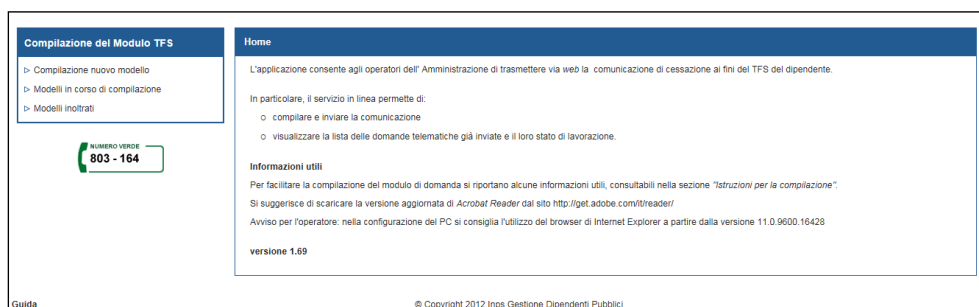 Compilazione del Modulo TFS
▷ Compilazione nuovo modello
▷ Modelli in corso di compilazione
▷ Modelli inoltrati
NUMERO VERDE
803 - 164
Home
L'applicazione consente agli operatori dell' Amministrazione di trasmettere via web la comunicazione di cessazione ai fini del TFS del dipendente.
In particolare, il servizio in linea permette di:
o compilare e inviare la comunicazione
o visualizzare la lista delle domande telematiche già inviate e il loro stato di lavorazione.
Informazioni utili
Per facilitare la compilazione del modulo di domanda si riportano alcune informazioni utili, consultabili nella sezione "Istruzioni per la compilazione".
Si suggerisce di scaricare la versione aggiornata di Acrobat Reader dal sito http://get.adobe.com/it/reader/
Avviso per l'operatore: nella configurazione del PC si consiglia l'utilizzo del browser di Internet Explorer a partire dalla versione 11.0.9600.16428
versione 1.69
Guida
© Copyright 2012 Inps Gestione Dipendenti Pubblici